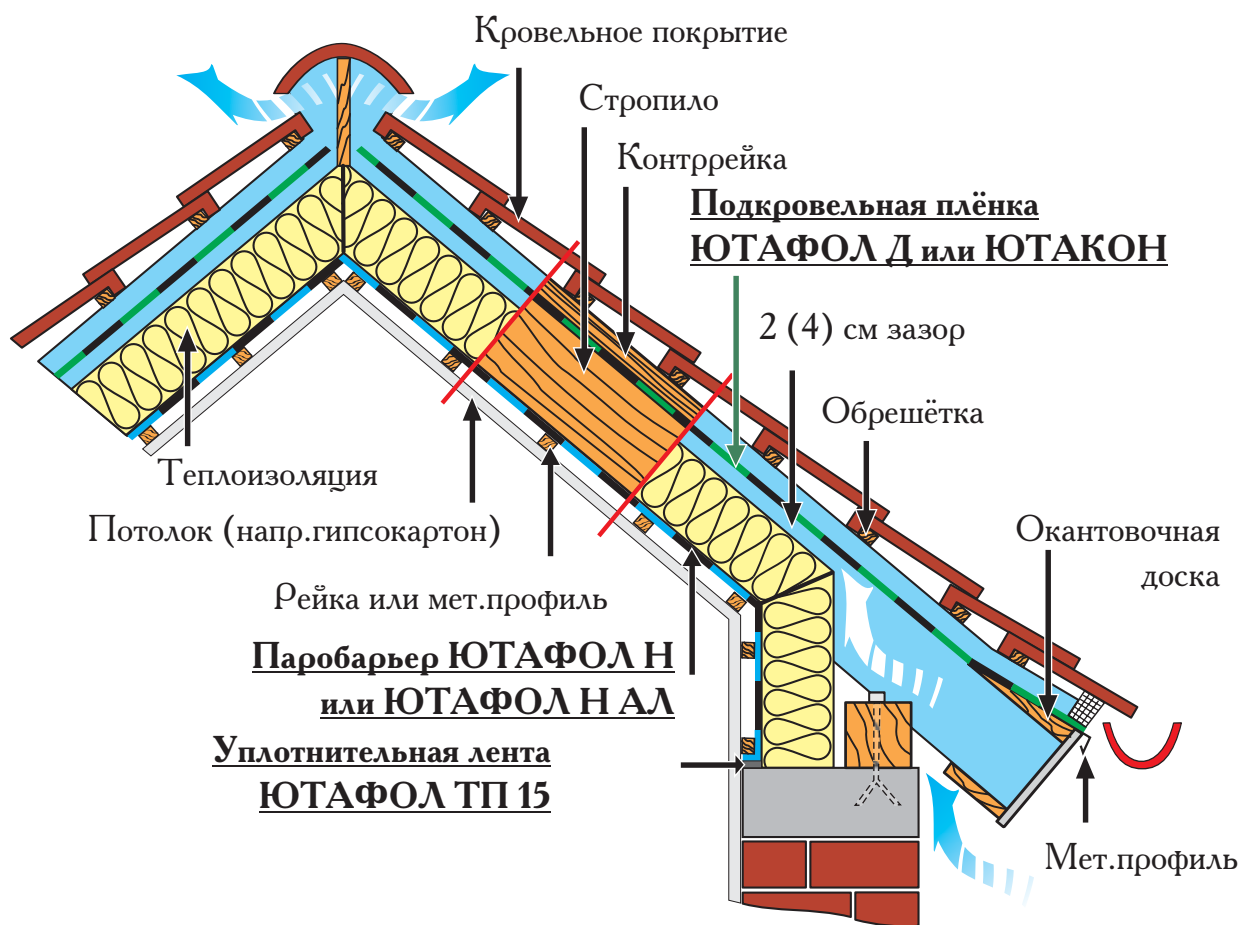 Кровельное покрытие
Стропило
Контррейка
Подкровельная плёнка
ЮТАФОЛ Д или ЮТАКОН
2 (4) см зазор
Обрешётка
Окантовочная
доска
Теплоизоляция
Потолок (напр.гипсокартон)
Рейка или мет.профиль
Паробарьер ЮТАФОЛ Н
или ЮТАФОЛ Н АЛ
Уплотнительная лента
ЮТАФОЛ ТП 15
Мет.профиль